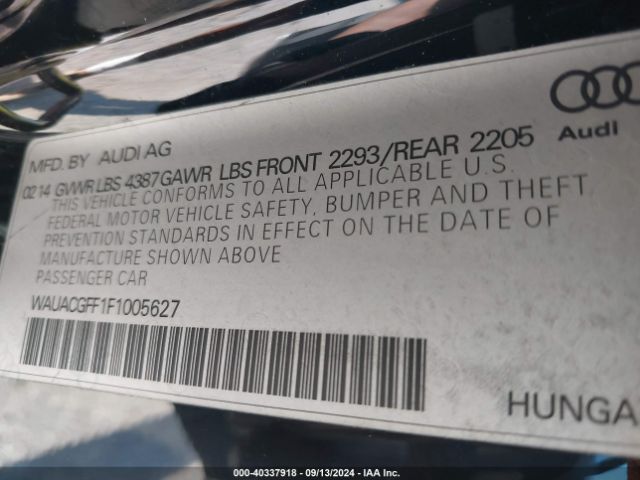 Audi
MFD. BY AUDI AG
0214 GVWR LBS 4387 GAWR LBS FRONT 2293/REAR 2205
THIS VEHICLE CONFORMS TO ALL APPLICABLE U.S.
FEDERAL MOTOR VEHICLE SAFETY, BUMPER AND THEFT
PREVENTION STANDARDS IN EFFECT ON THE DATE OF
MANUFACTURE SHOWN ABOVE
PASSENGER CAR
WAUACGFF1F1005627
HUNGA
000-40337918 - 09/13/2024 - IAA Inc.